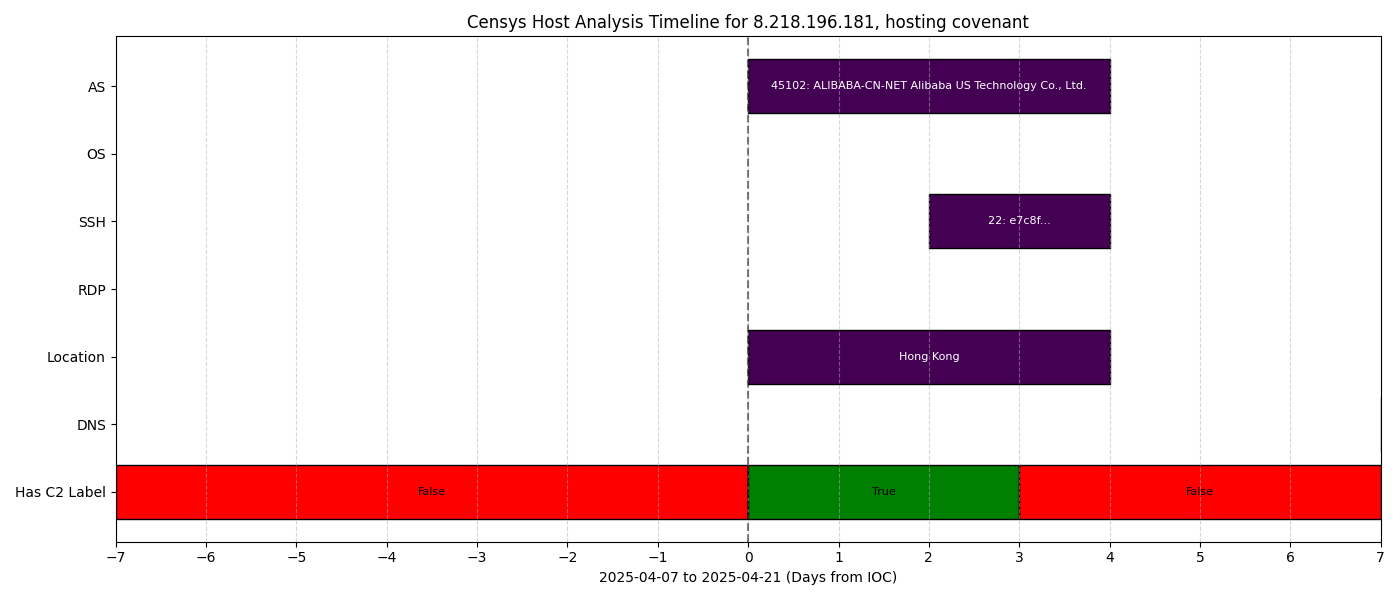 Censys Host Analysis Timeline for 8.218.196.181, hosting covenant
AS
45102: ALIBABA-CN-NET Alibaba US Technology Co., Ltd.
OS
SSH
22: e7c8f...
RDP
Location
Hong Kong
DNS
Has C2 Label
False
True
False
−7 −6 −5 −4 −3 −2 −1 0 1 2 3 4 5 6 7
2025-04-07 to 2025-04-21 (Days from IOC)